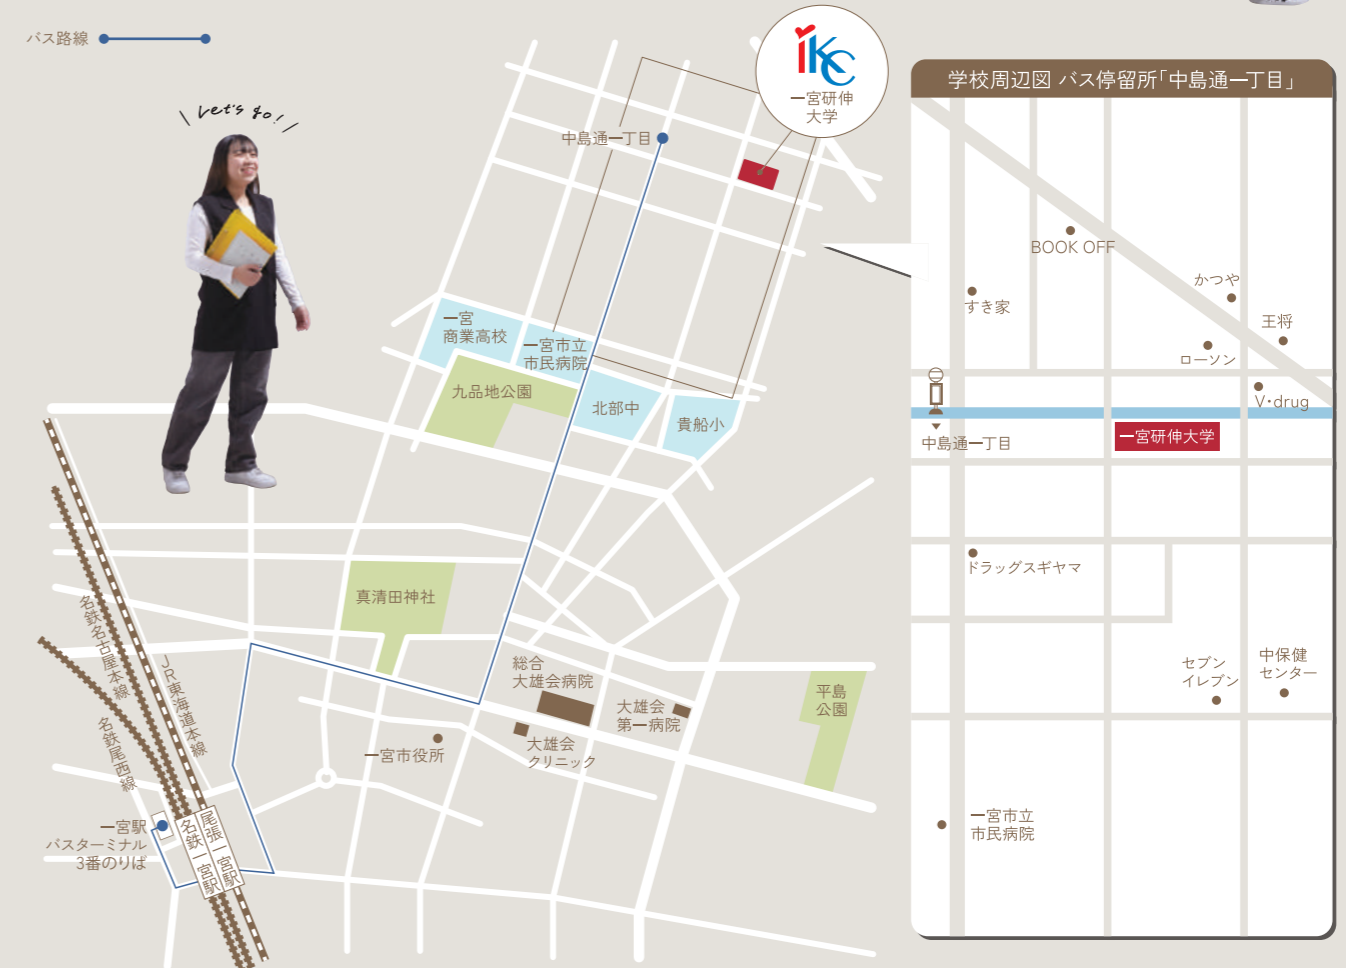 バス路線
Let's go!
iKC
一宮研伸
大学
中島通一丁目
一宮
商業高校
一宮市立
市民病院
九品地公園
北部中
貴船小
真清田神社
総合
大雄会病院
大雄会
第一病院
大雄会
クリニック
平島
公園
一宮市役所
名鉄名古屋本線
JR東海道本線
名鉄尾西線
一宮駅
バスターミナル
3番のりば
名鉄一宮駅
尾張一宮駅
学校周辺図 バス停留所「中島通一丁目」
BOOK OFF
すき家
かつや
王将
ローソン
V・drug
中島通一丁目
一宮研伸大学
ドラッグスギヤマ
セブン
イレブン
中保健
センター
一宮市立
市民病院